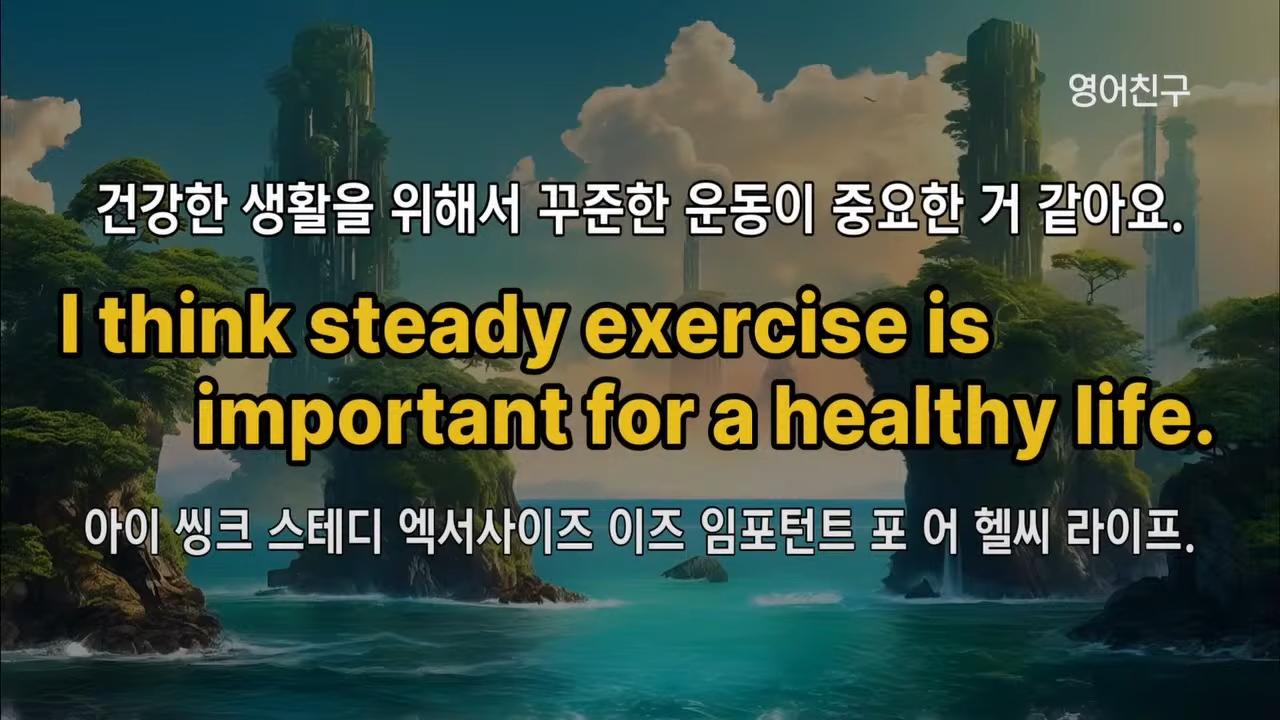 영어친구
건강한 생활을 위해서 꾸준한 운동이 중요한 거 같아요.
I think steady exercise is
important for a healthy life.
아이 씽크 스테디 엑서사이즈 이즈 임포턴트 포 어 헬씨 라이프.